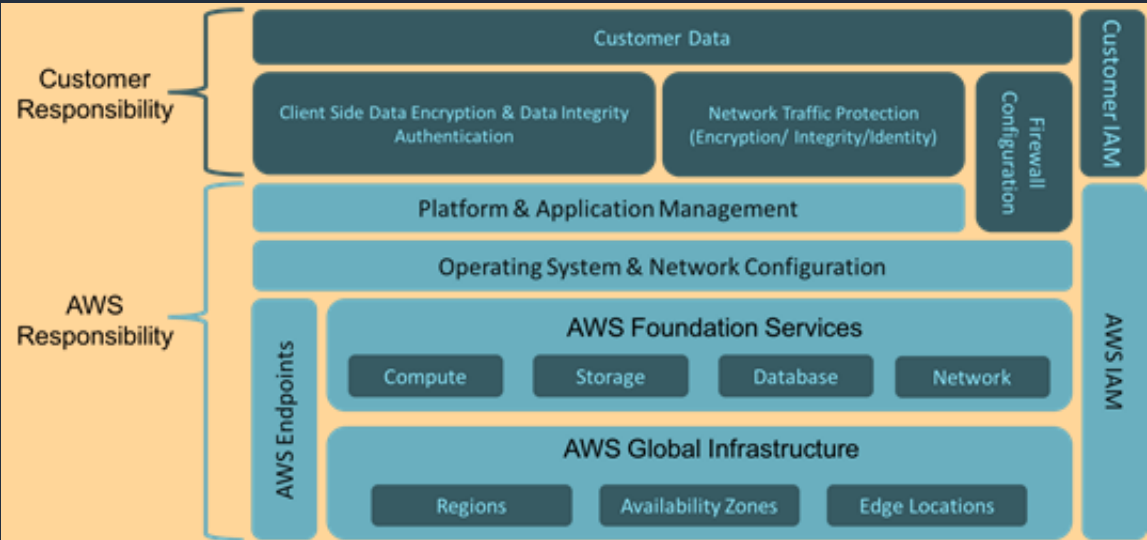 Customer
Responsibility
Customer Data
Customer IAM
Client Side Data Encryption & Data Integrity
Authentication
Network Traffic Protection
(Encryption/ Integrity/Identity)
Firewall
Configuration
AWS
Responsibility
Platform & Application Management
Operating System & Network Configuration
AWS Endpoints
AWS Foundation Services
Compute
Storage
Database
Network
AWS IAM
AWS Global Infrastructure
Regions
Availability Zones
Edge Locations